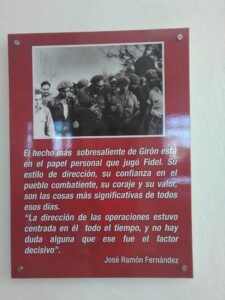 El hecho más sobresaliente de Girón está
en el papel personal que jugó Fidel. Su
estilo de dirección, su confianza en el
pueblo combatiente, su coraje y su valor,
son las cosas más significativas de todos
esos días.
“La dirección de las operaciones estuvo
centrada en él todo el tiempo, y no hay
duda alguna que ese fue el factor
decisivo”.
José Ramón Fernández